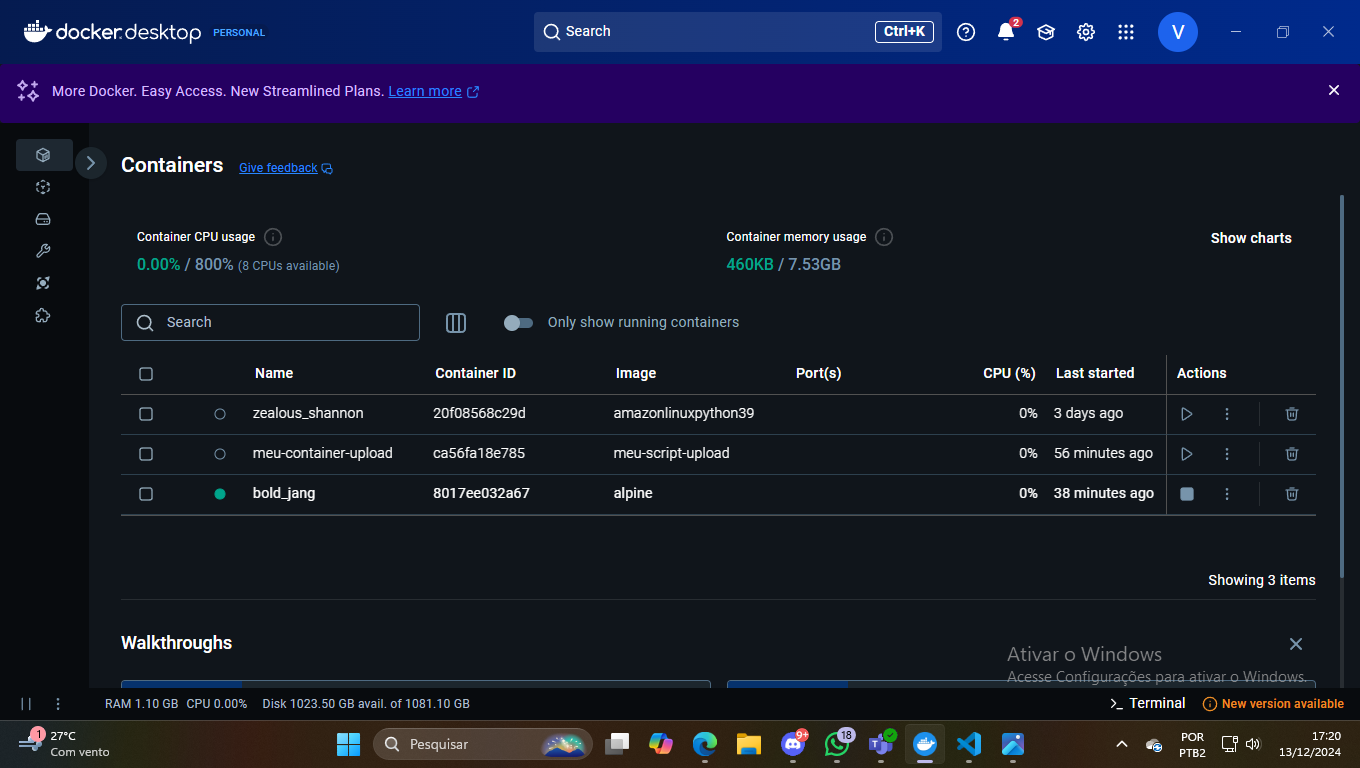 docker.desktop PERSONAL Search Ctrl+K 2 V
More Docker. Easy Access. New Streamlined Plans. Learn more
Containers Give feedback
Container CPU usage Container memory usage Show charts
0.00% / 800% (8 CPUs available) 460KB / 7.53GB
Search Only show running containers
Name Container ID Image Port(s) CPU (%) Last started Actions
zealous_shannon 20f08568c29d amazonlinuxpython39 0% 3 days ago
meu-container-upload ca56fa18e785 meu-script-upload 0% 56 minutes ago
bold_jang 8017ee032a67 alpine 0% 38 minutes ago
Showing 3 items
Walkthroughs
Ativar o Windows
Acesse Configurações para ativar o Windows.
RAM 1.10 GB CPU 0.00% Disk 1023.50 GB avail. of 1081.10 GB Terminal New version available
1 27°C Pesquisar 9+ 18 POR 17:20
Com vento PTB2 13/12/2024